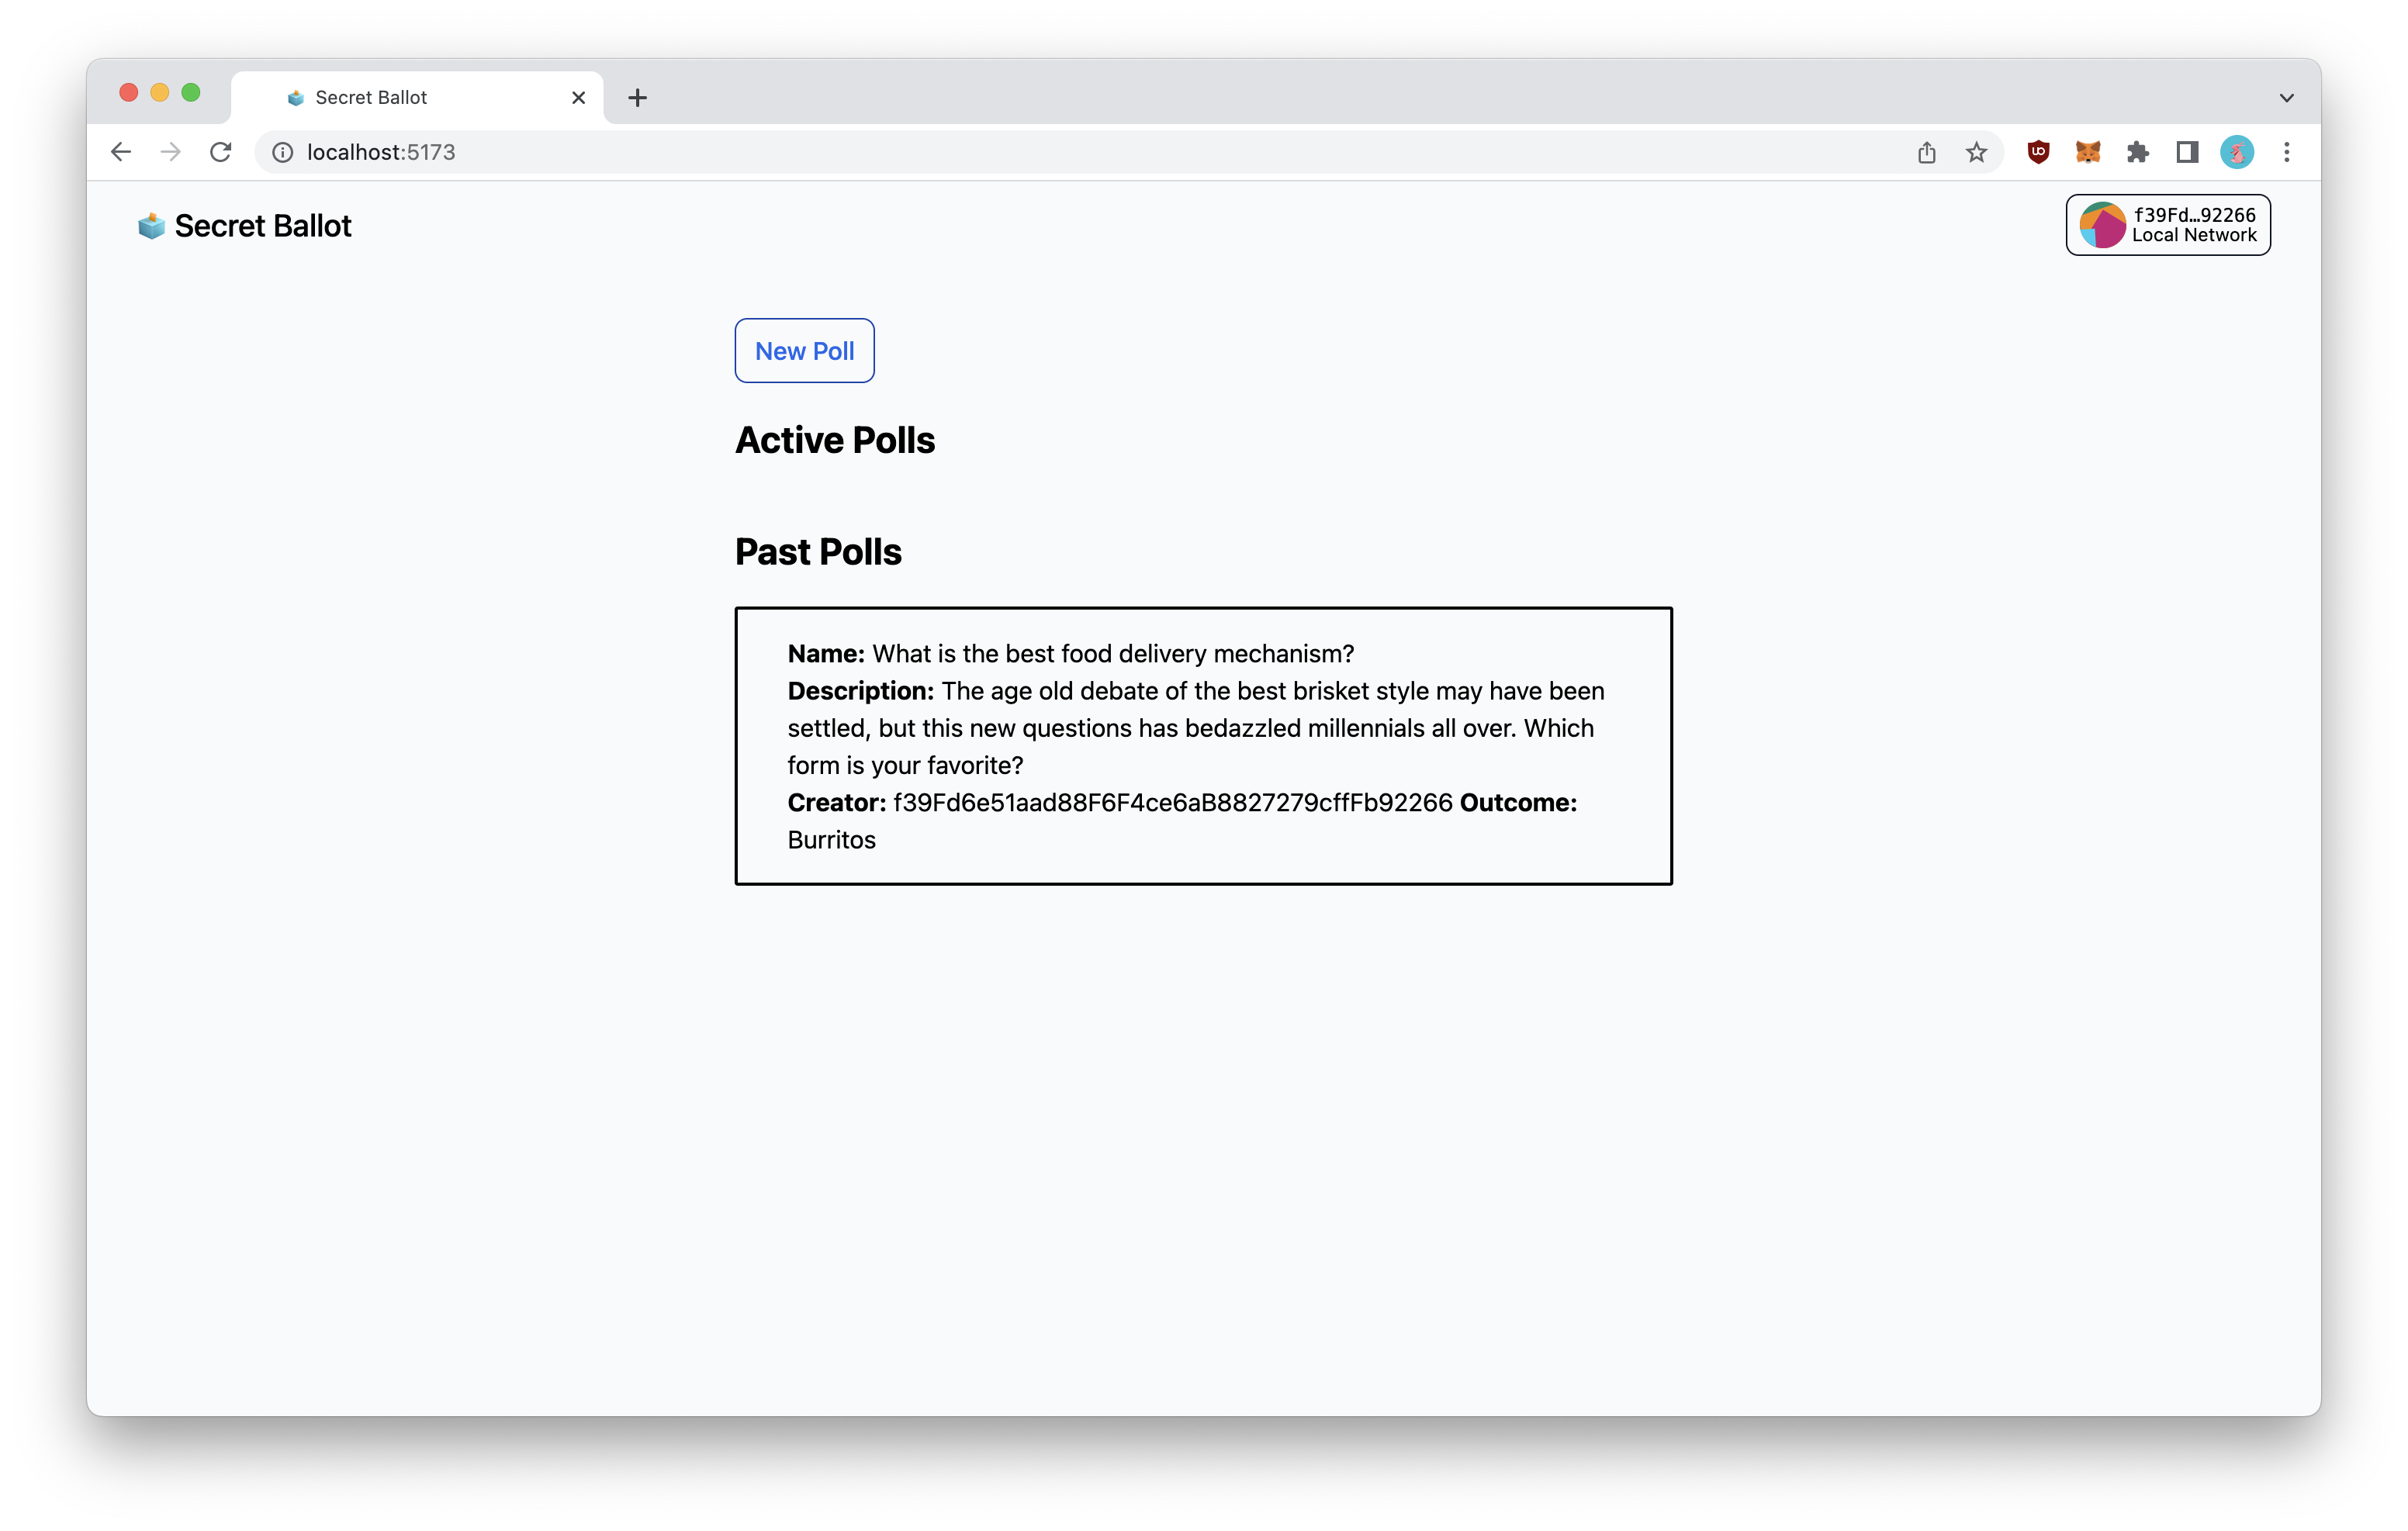 Secret Ballot
localhost:5173
Secret Ballot
f39Fd…92266
Local Network
New Poll
Active Polls
Past Polls
Name: What is the best food delivery mechanism?
Description: The age old debate of the best brisket style may have been
settled, but this new questions has bedazzled millennials all over. Which
form is your favorite?
Creator: f39Fd6e51aad88F6F4ce6aB8827279cffFb92266 Outcome:
Burritos